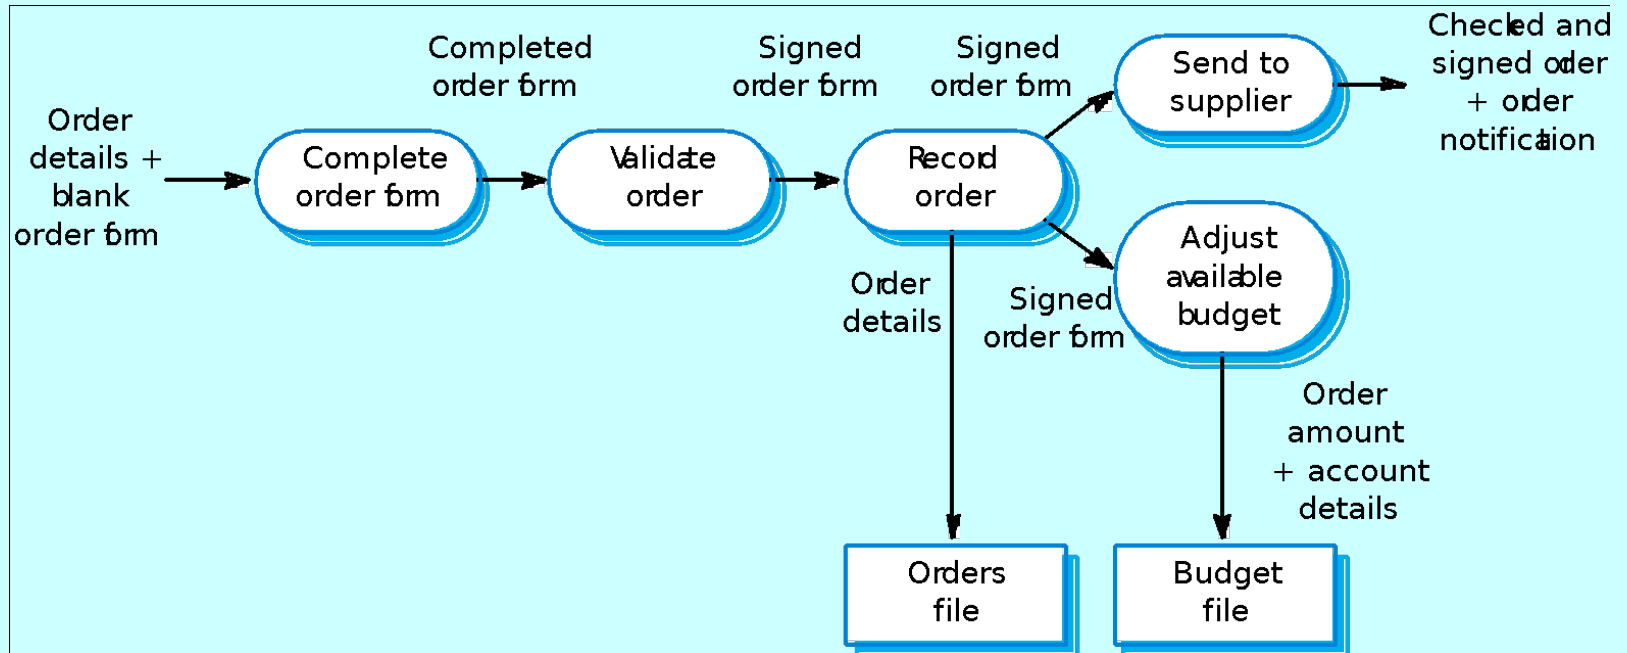 Order
details +
blank
order form
Completed
order form
Complete
order form
Signed
order form
Validate
order
Signed
order form
Record
order
Send to
supplier
Checked and
signed order
+ order
notification
Order
details
Signed
order form
Adjust
available
budget
Order
amount
+ account
details
Orders
file
Budget
file